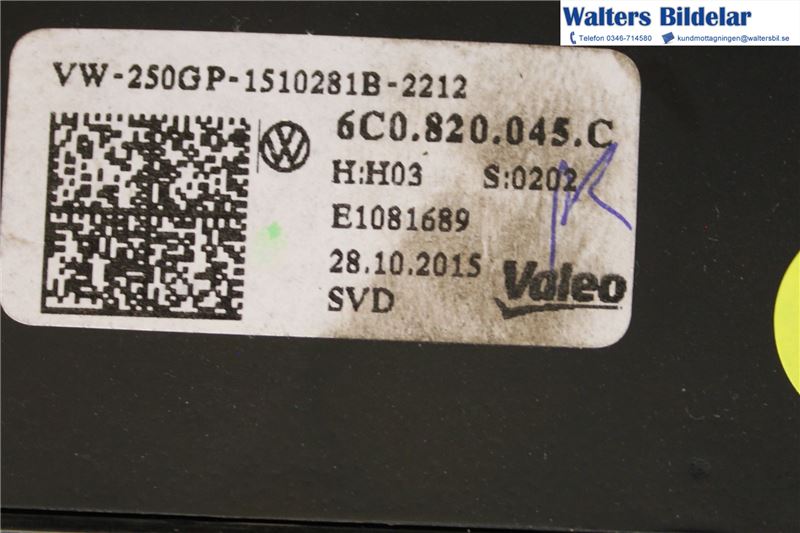 Walters Bildelar
Telefon 0346-714580 kundmottagningen@waltersbil.se
VW-250GP-1510281B-2212
6C0.820.045.C
H:H03 S:0202
E1081689
28.10.2015
SVD
Valeo